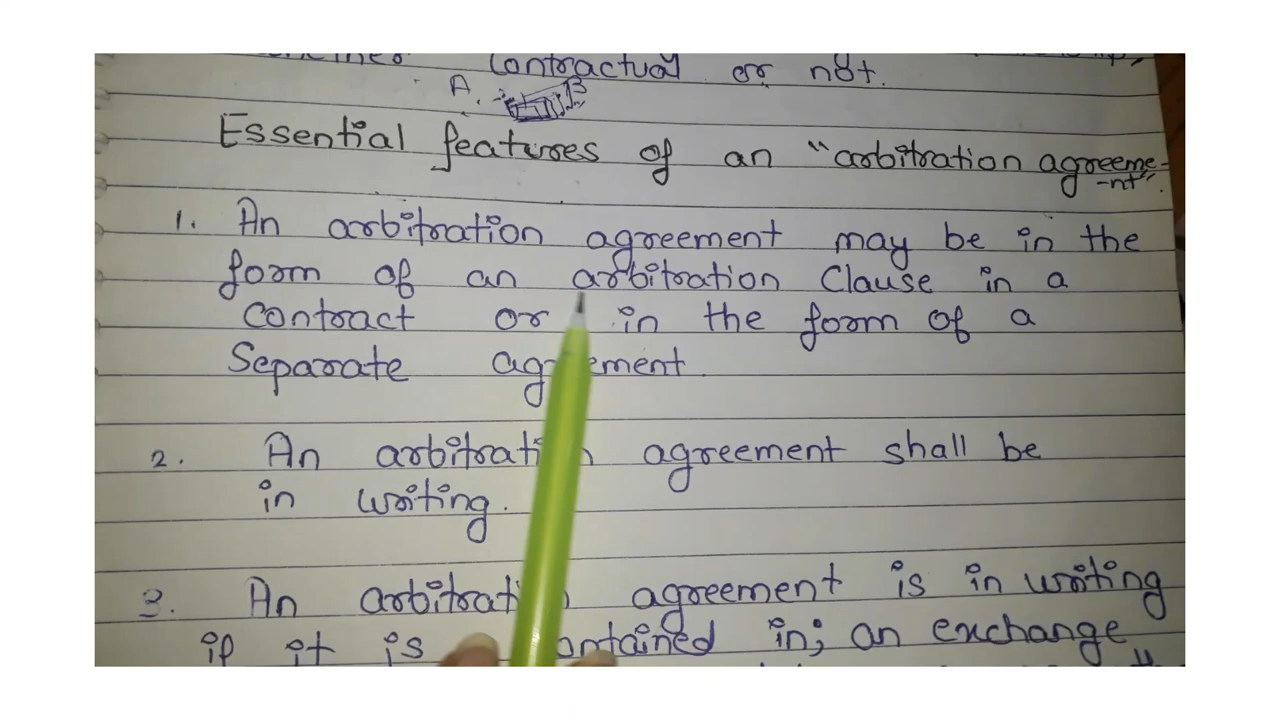 Contractual or not.
A. B
Essential features of an "arbitration agreeme-
-nt".
1. An arbitration agreement may be in the
form of an arbitration Clause in a
Contract or in the form of a
Separate agreement.
2. An arbitration agreement shall be
in writing.
3. An arbitration agreement is in writing
if it is contained in; an exchange